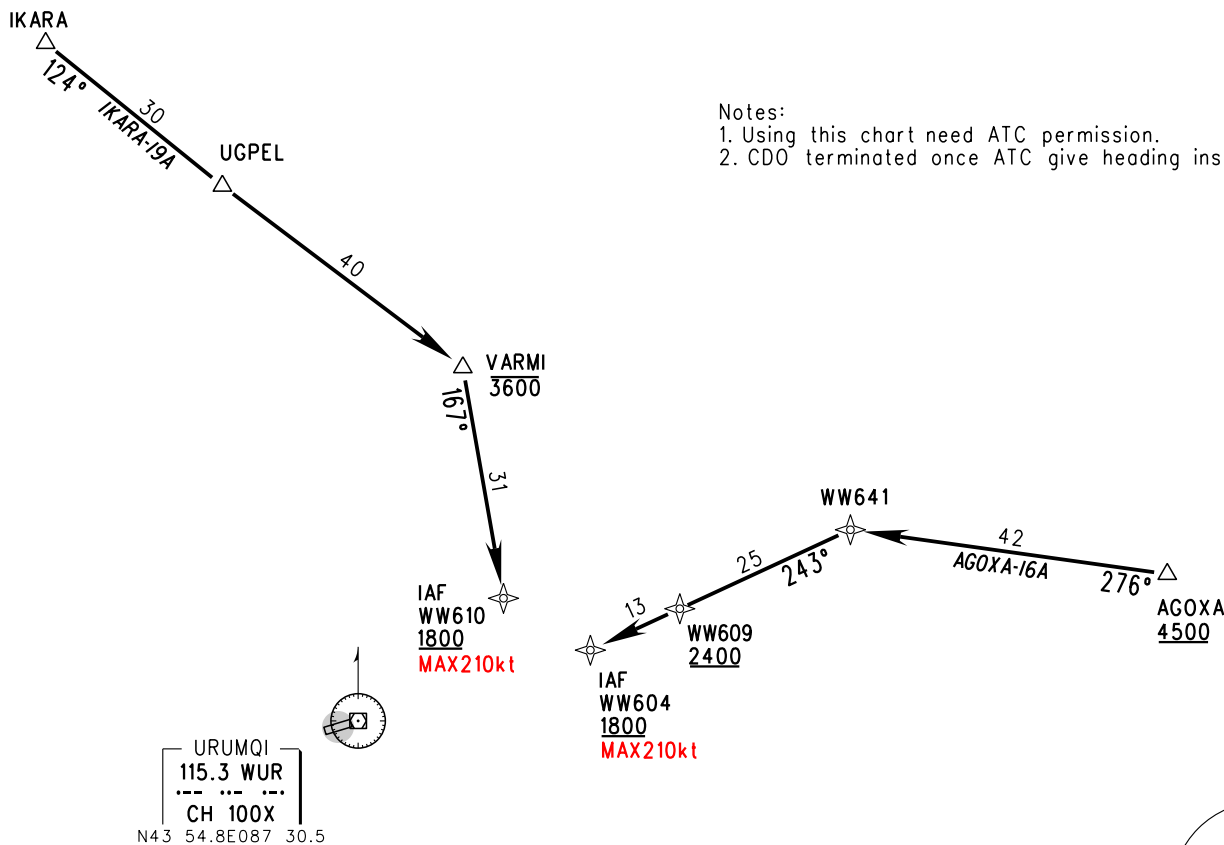 IKARA
124°
30
IKARA-19A
UGPEL
40
VARMI
3600
167°
31
IAF
WW610
1800
MAX210kt
Notes:
1. Using this chart need ATC permission.
2. CDO terminated once ATC give heading ins
WW641
42
AGOXA-16A
276°
AGOXA
4500
25
243°
13
WW609
2400
IAF
WW604
1800
MAX210kt
URUMQI
115.3 WUR
·--- ··- ·-·
CH 100X
N43 54.8E087 30.5